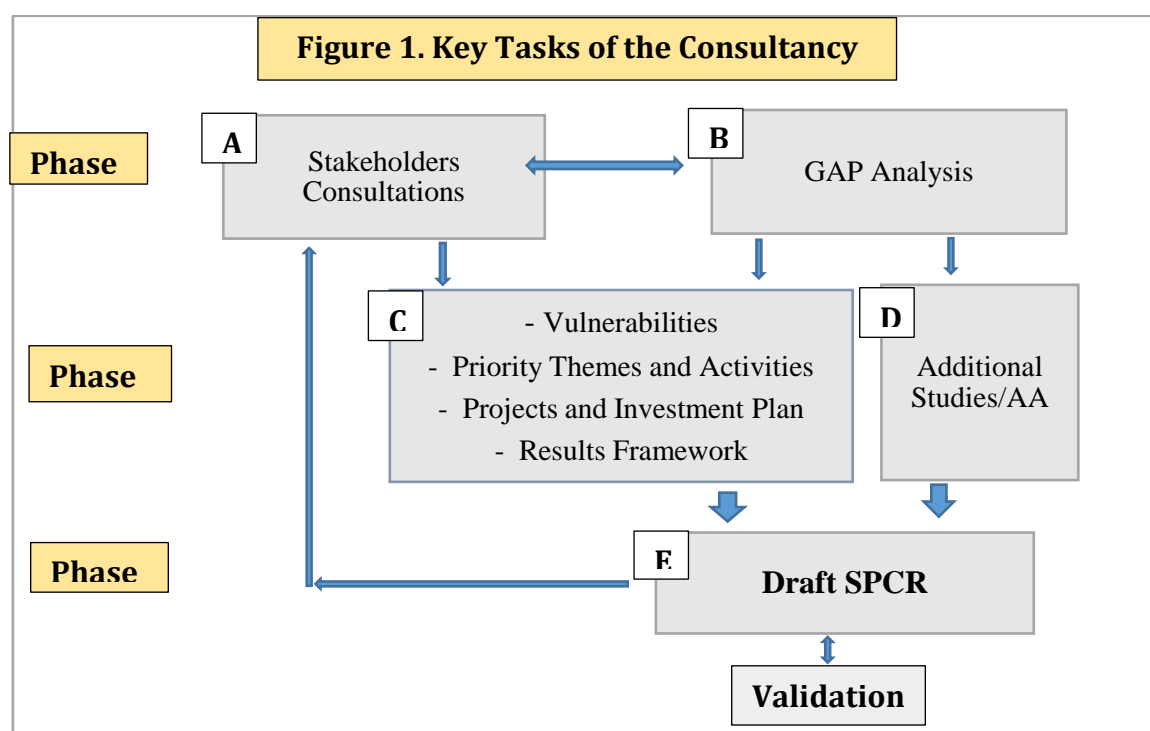 Figure 1. Key Tasks of the Consultancy
Phase
A
Stakeholders
Consultations
B
GAP Analysis
Phase
C
- Vulnerabilities
- Priority Themes and Activities
- Projects and Investment Plan
- Results Framework
D
Additional
Studies/AA
Phase
E
Draft SPCR
Validation